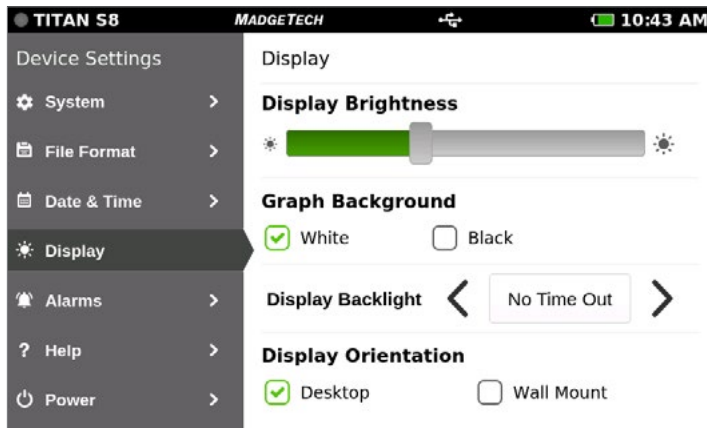 TITAN S8 MADGETECH 10:43 AM
Device Settings
System
File Format
Date & Time
Display
Alarms
? Help
Power
Display
Display Brightness
Graph Background
White Black
Display Backlight No Time Out
Display Orientation
Desktop Wall Mount